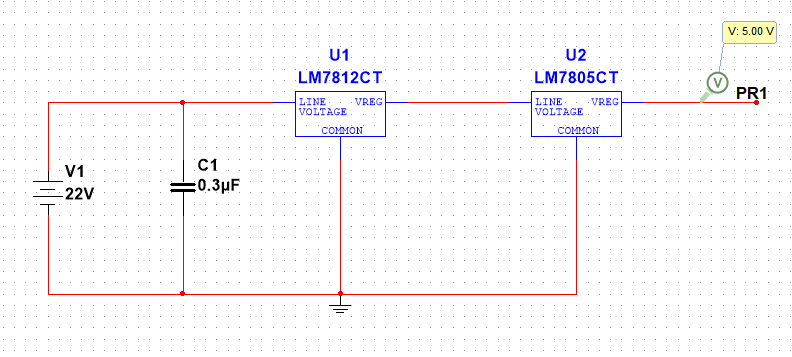 V: 5.00 V
U1
LM7812CT
LINE VREG
VOLTAGE
COMMON
U2
LM7805CT
LINE VREG
VOLTAGE
COMMON
V
PR1
V1
22V
C1
0.3µF